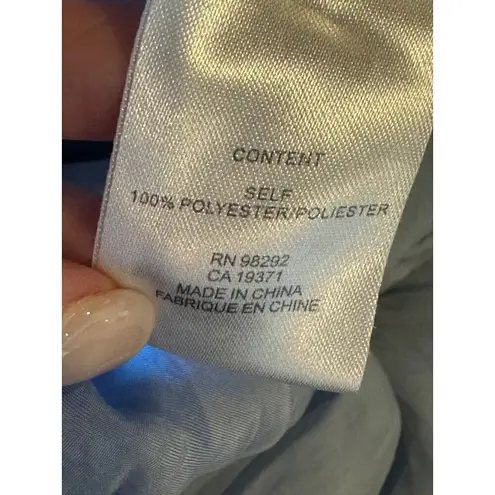 CONTENT
SELF
100% POLYESTER/POLIESTER
RN 98292
CA 19371
MADE IN CHINA
FABRIQUE EN CHINE